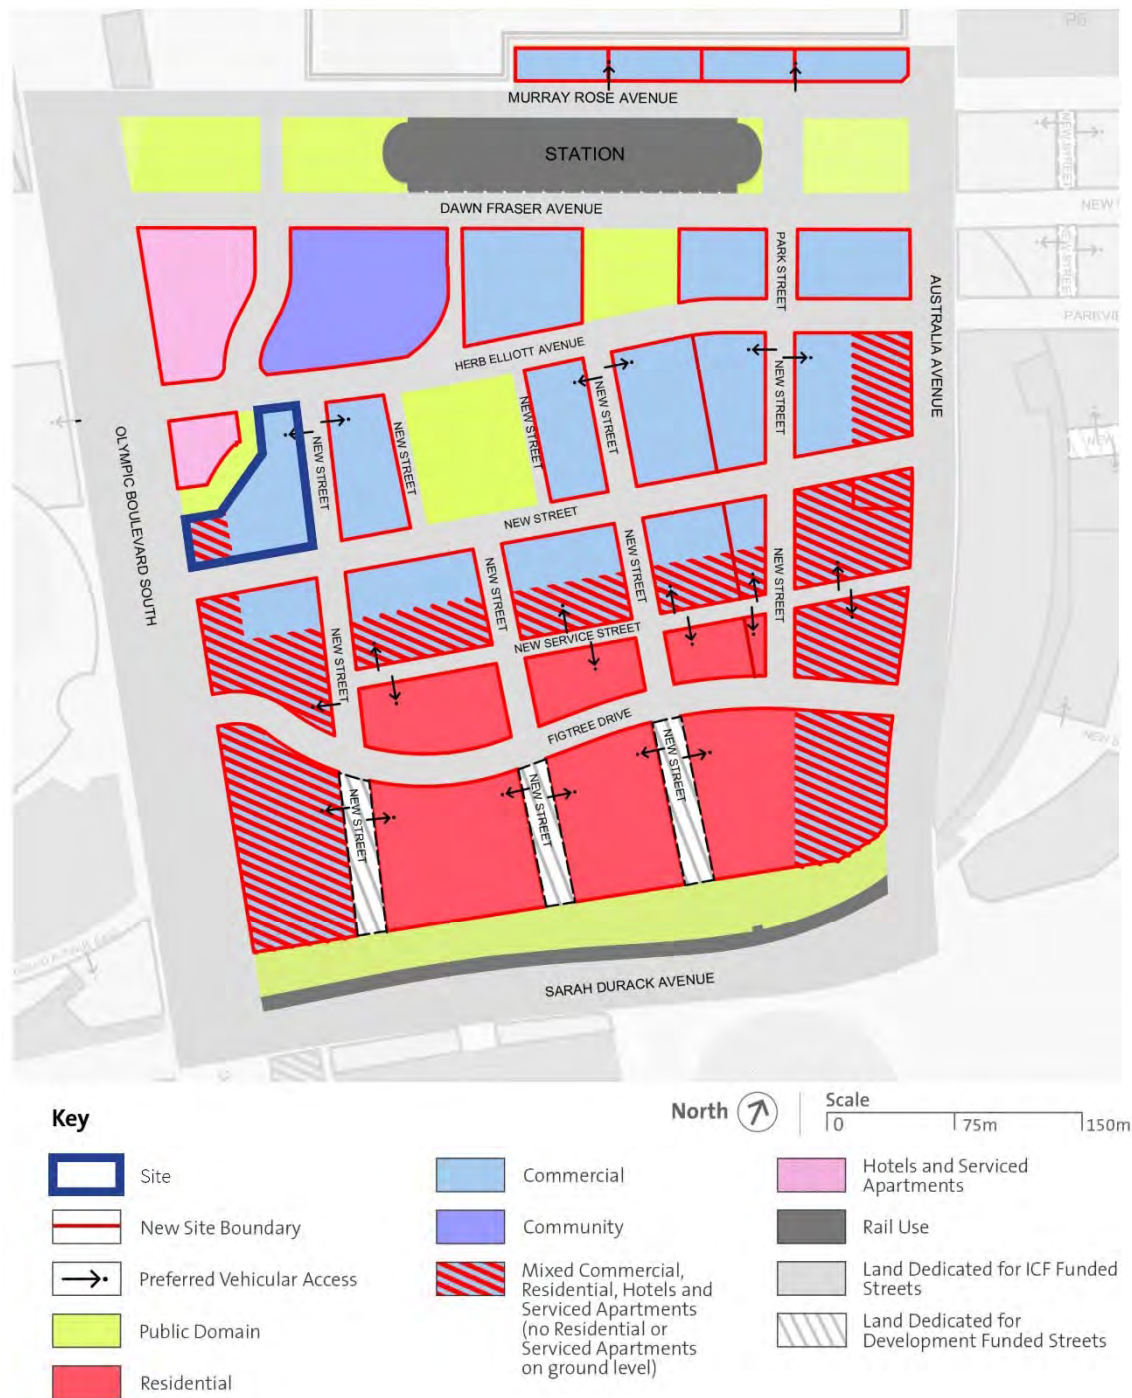 P6
MURRAY ROSE AVENUE
STATION
NEW STREET
DAWN FRASER AVENUE
PARK STREET
NEW STREET
AUSTRALIA AVENUE
HERB ELLIOTT AVENUE
NEW STREET
NEW STREET
NEW STREET
NEW STREET
NEW STREET
OLYMPIC BOULEVARD SOUTH
NEW STREET
NEW STREET
NEW STREET
NEW STREET
NEW STREET
NEW SERVICE STREET
FIGTREE DRIVE
NEW STREET
NEW STREET
NEW STREET
SARAH DURACK AVENUE
Key
North
Scale
0 75m 150m
Site
New Site Boundary
Preferred Vehicular Access
Public Domain
Residential
Commercial
Community
Mixed Commercial,
Residential, Hotels and
Serviced Apartments
(no Residential or
Serviced Apartments
on ground level)
Hotels and Serviced
Apartments
Rail Use
Land Dedicated for ICF Funded
Streets
Land Dedicated for
Development Funded Streets